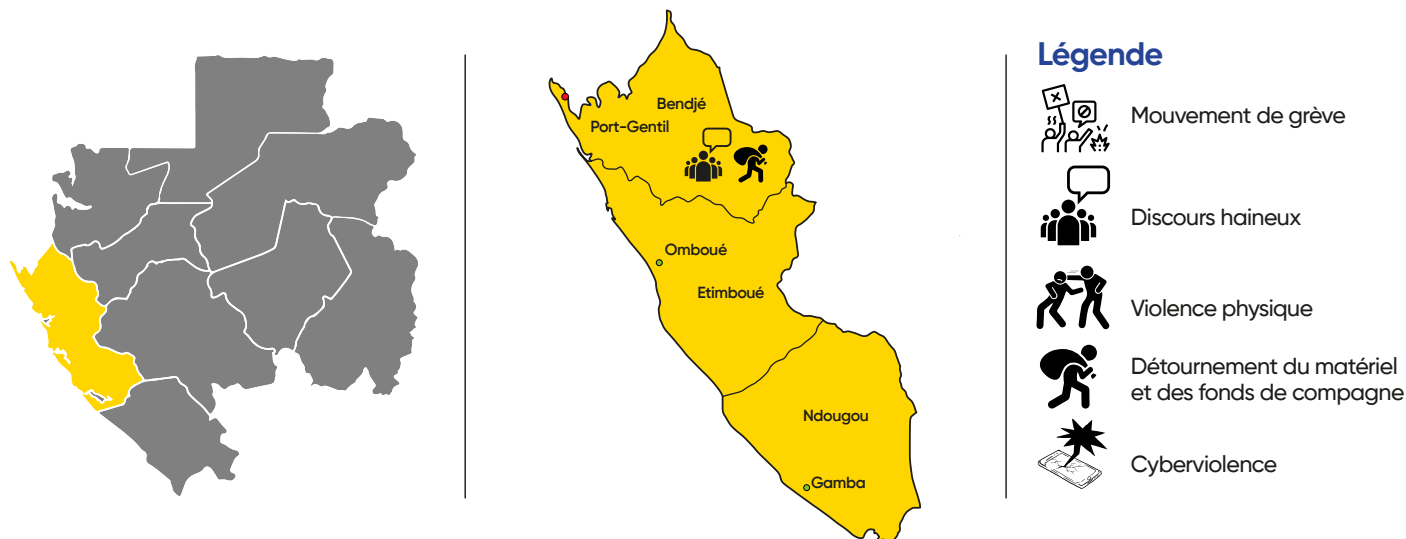 Bendjé
Port-Gentil
Omboué
Etimboué
Ndougou
Gamba
Légende
Mouvement de grève
Discours haineux
Violence physique
Détournement du matériel
et des fonds de compagne
Cyberviolence